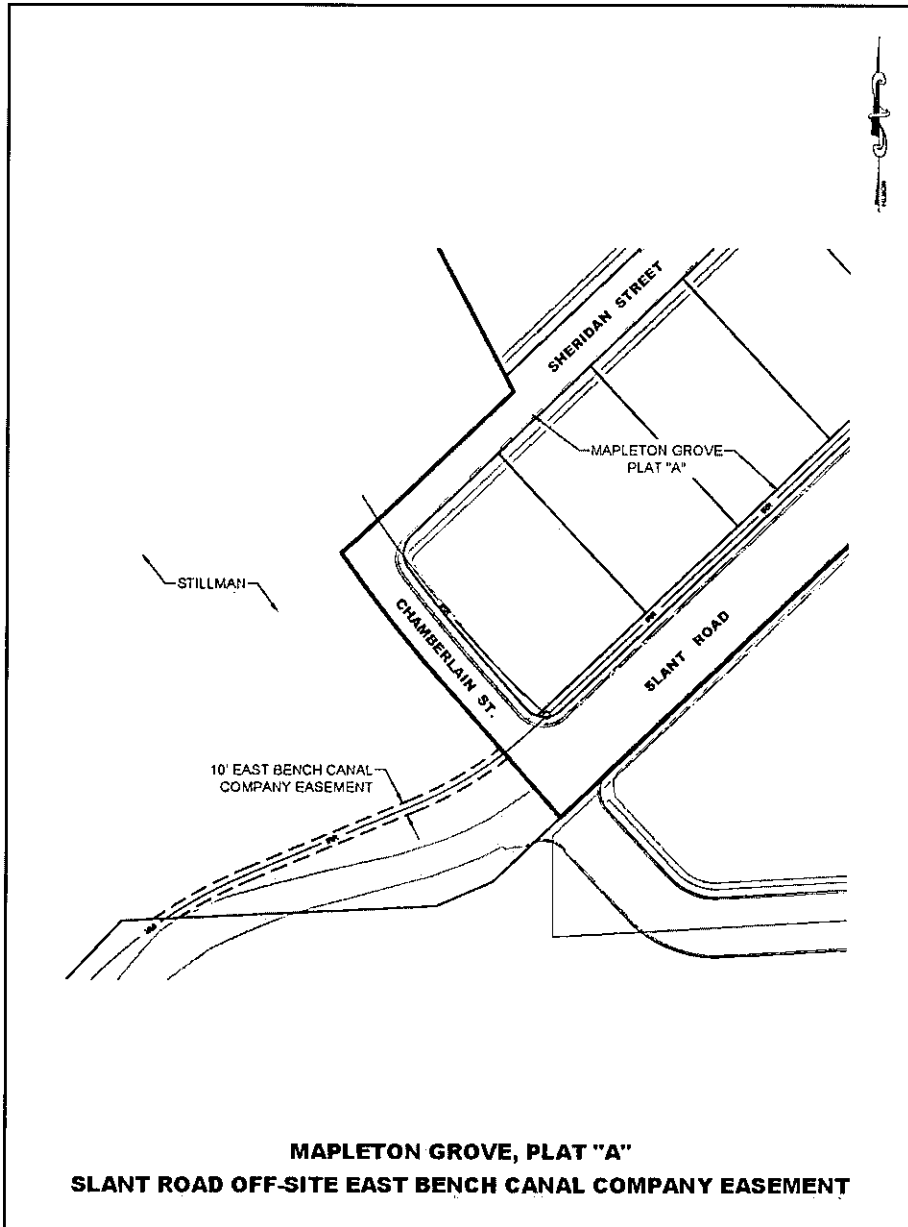 NORTH
SHERIDAN STREET
MAPLETON GROVE
PLAT "A"
STILLMAN
CHAMBERLAIN ST.
SLANT ROAD
10' EAST BENCH CANAL
COMPANY EASEMENT
MAPLETON GROVE, PLAT "A"
SLANT ROAD OFF-SITE EAST BENCH CANAL COMPANY EASEMENT